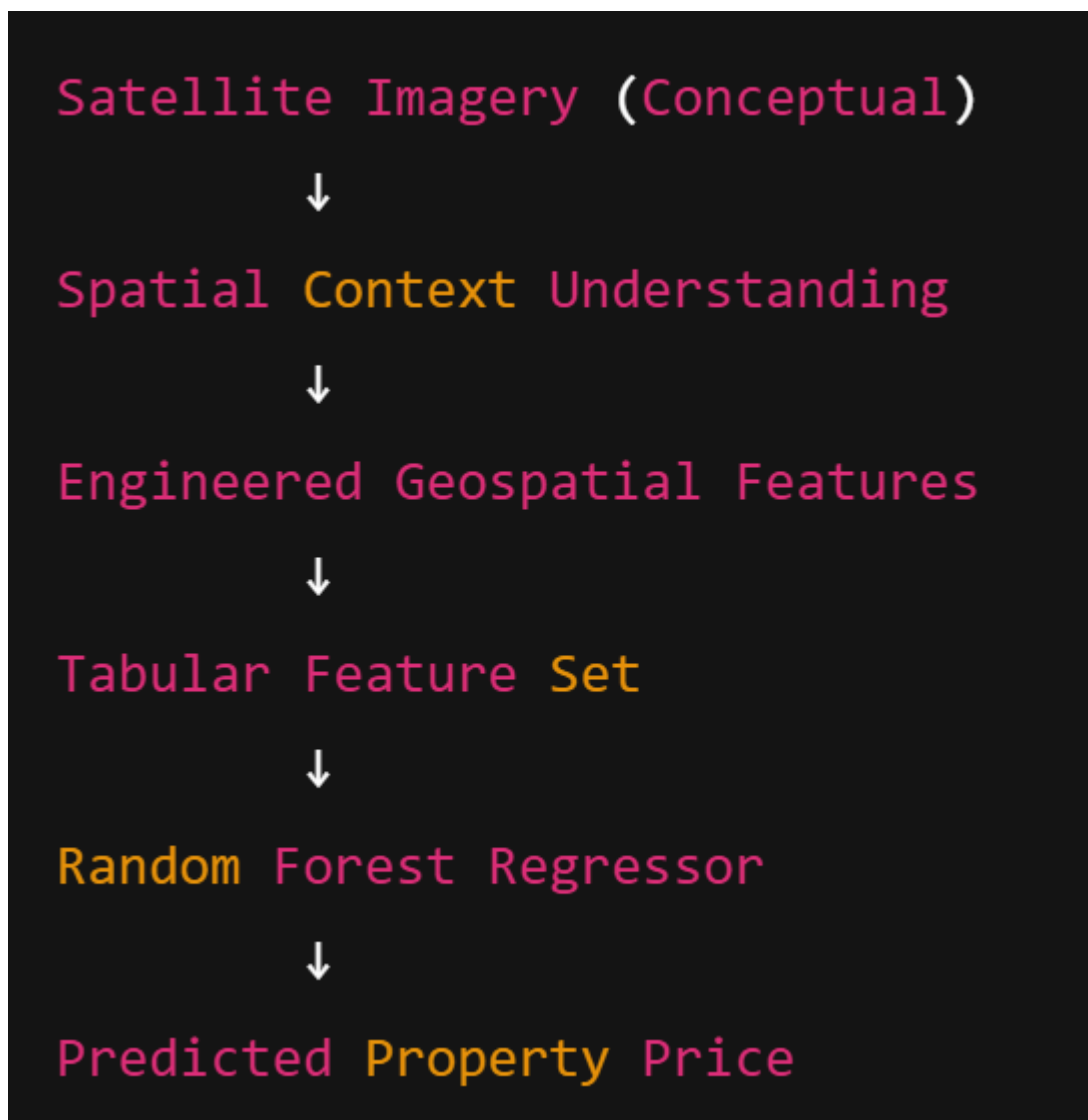 Satellite Imagery (Conceptual)
↓
Spatial Context Understanding
↓
Engineered Geospatial Features
↓
Tabular Feature Set
↓
Random Forest Regressor
↓
Predicted Property Price